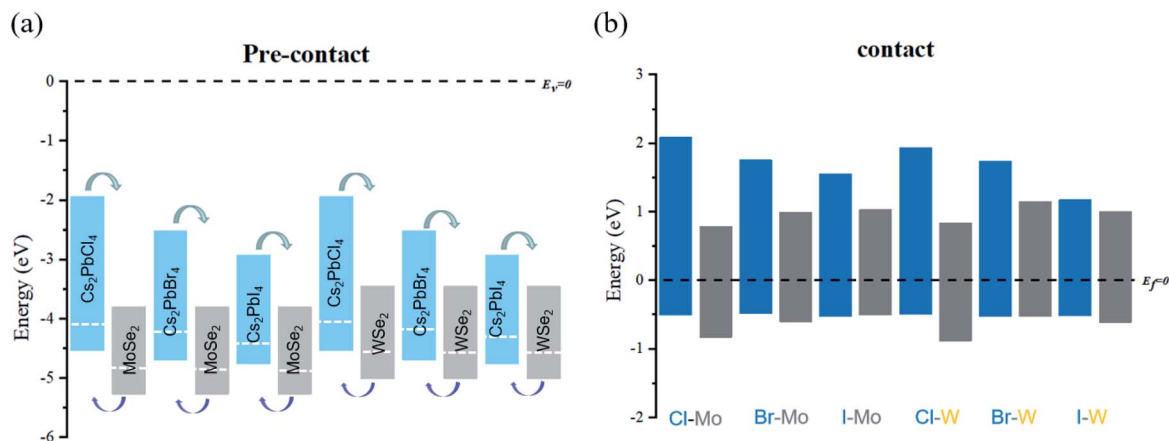 (a)
Pre-contact
0
-1
-2
-3
-4
-5
-6
Energy (eV)
E_v=0
Cs₂PbCl₄
MoSe₂
Cs₂PbBr₄
MoSe₂
Cs₂PbI₄
MoSe₂
Cs₂PbCl₄
WSe₂
Cs₂PbBr₄
WSe₂
Cs₂PbI₄
WSe₂
(b)
contact
3
2
1
0
-1
-2
Energy (eV)
E_f=0
Cl-Mo Br-Mo I-Mo Cl-W Br-W I-W